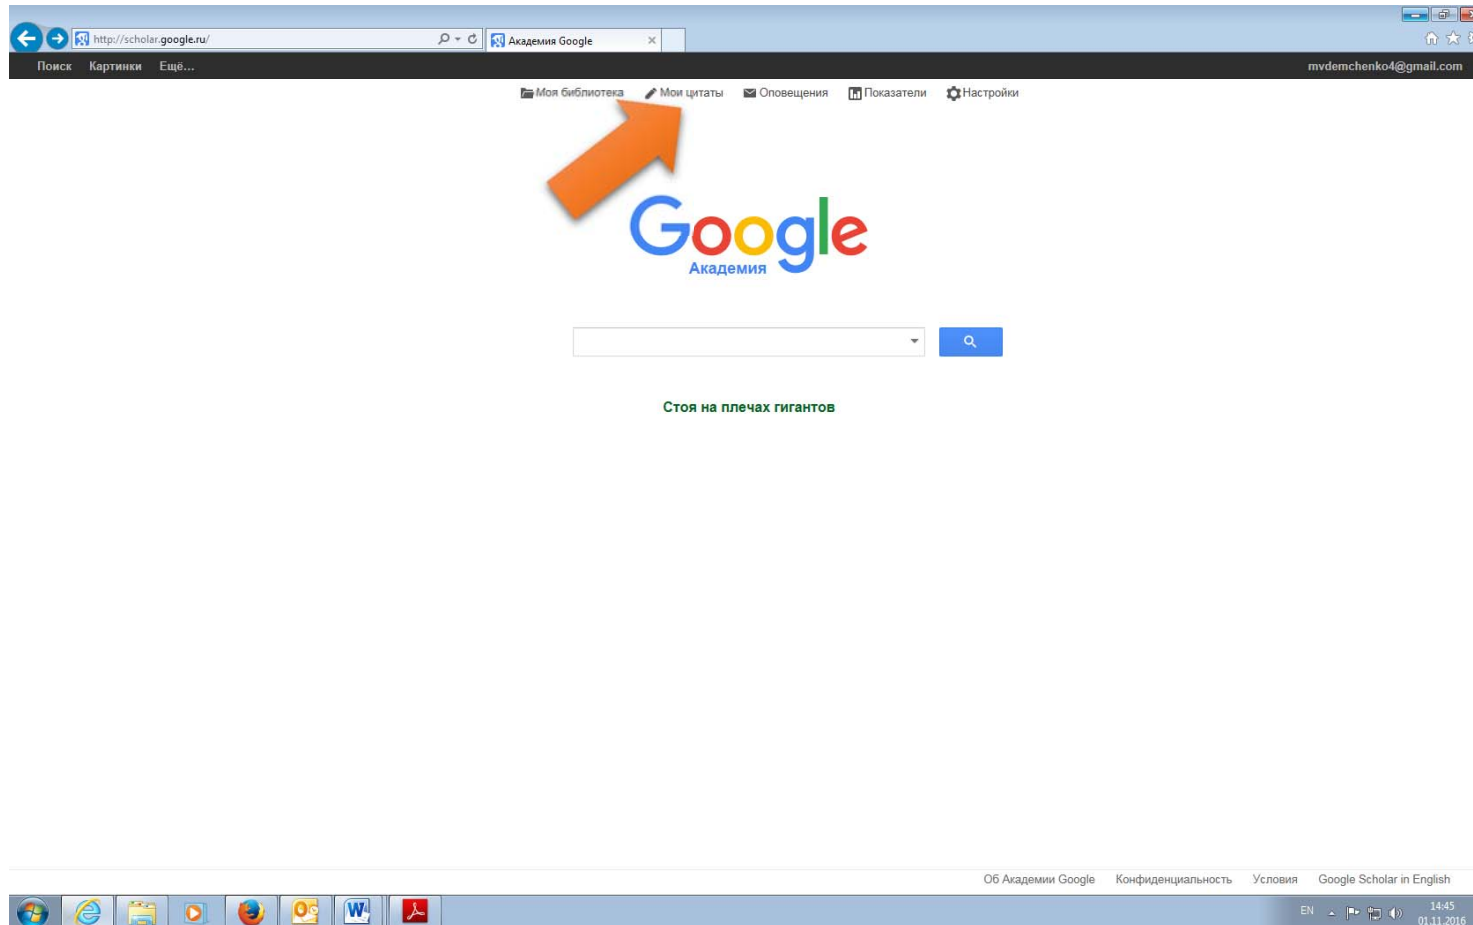 http://scholar.google.ru/ Академия Google
Поиск Картинки Ещё... mvdemchenko4@gmail.com
Моя библиотека Мои цитаты Оповещения Показатели Настройки
Google
Академия
Стоя на плечах гигантов
Об Академии Google Конфиденциальность Условия Google Scholar in English
EN 14:45
01.11.2016